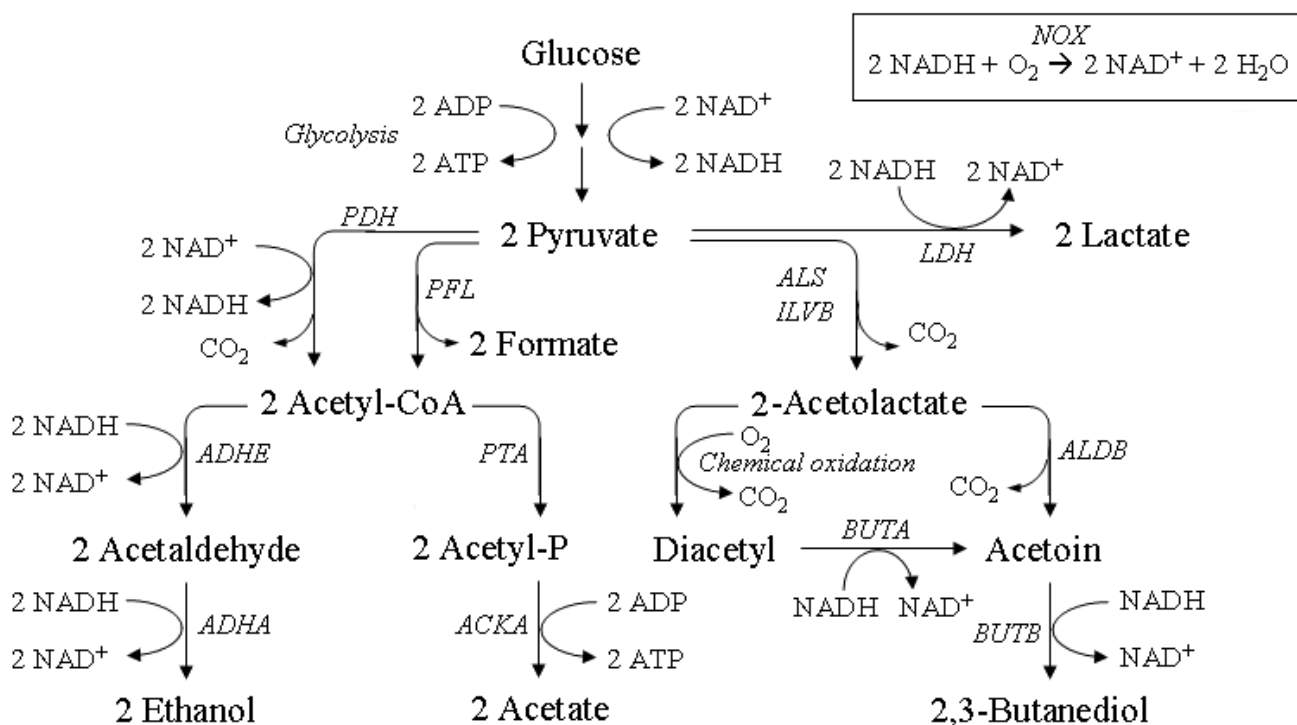 Glucose
NOX
2 NADH + O₂ → 2 NAD⁺ + 2 H₂O
2 ADP
2 NAD⁺
Glycolysis
2 ATP
2 NADH
2 NADH
2 NAD⁺
PDH
2 Pyruvate
2 Lactate
LDH
2 NAD⁺
2 NADH
PFL
ALS
ILVB
CO₂
2 Formate
CO₂
2 Acetyl-CoA
2-Acetolactate
2 NADH
ADHE
PTA
O₂
Chemical oxidation
ALDB
2 NAD⁺
CO₂
CO₂
2 Acetaldehyde
2 Acetyl-P
Diacetyl
BUTA
Acetoin
NADH
NAD⁺
2 NADH
ADHA
2 NAD⁺
ACKA
2 ADP
2 ATP
BUTB
NADH
NAD⁺
2 Ethanol
2 Acetate
2,3-Butanediol